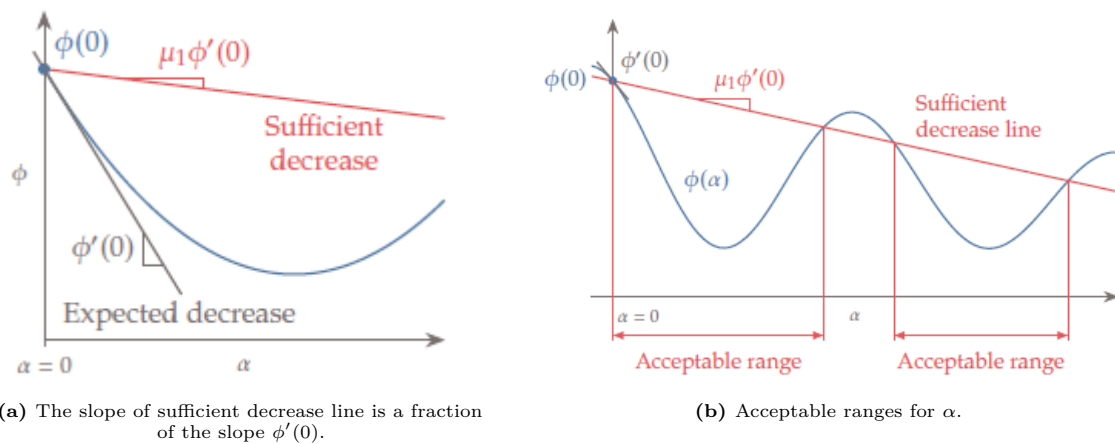 ϕ(0)
μ₁ϕ′(0)
Sufficient
decrease
ϕ
ϕ′(0)
Expected decrease
α = 0
α
(a) The slope of sufficient decrease line is a fraction
of the slope ϕ′(0).
ϕ′(0)
ϕ(0)
μ₁ϕ′(0)
Sufficient
decrease line
ϕ(α)
α = 0
α
Acceptable range
Acceptable range
(b) Acceptable ranges for α.